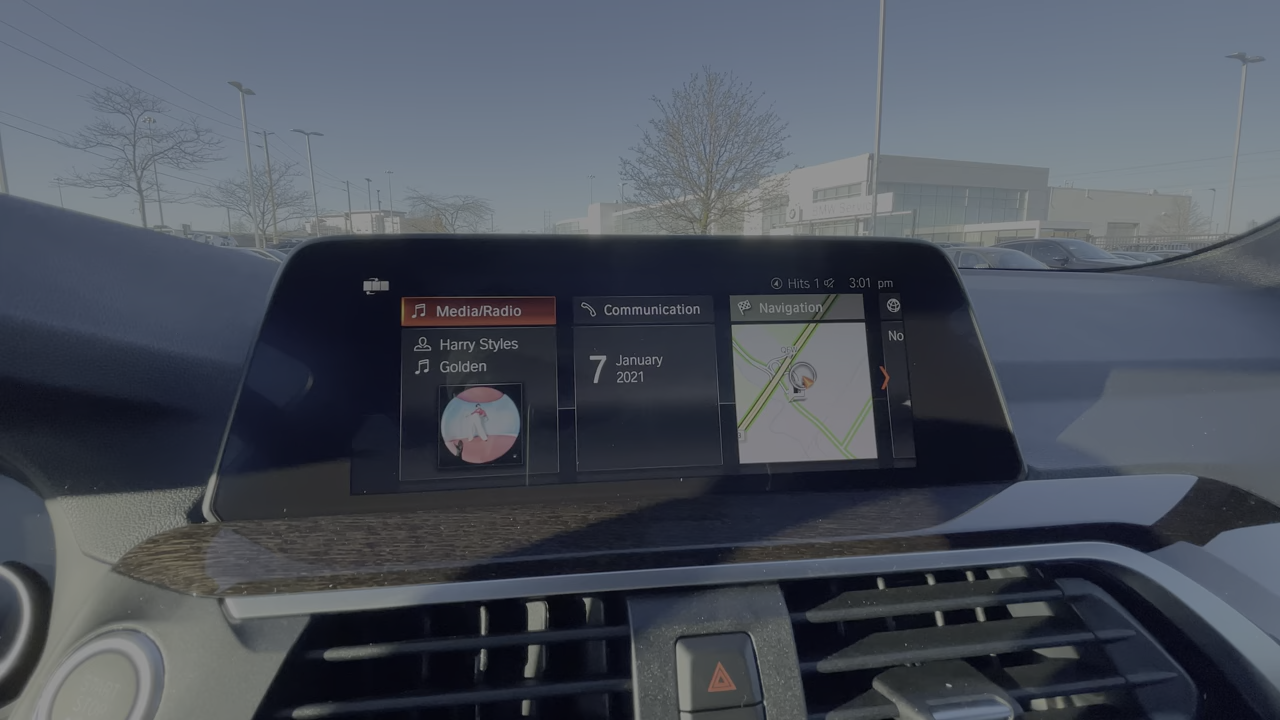 Hits 1 3:01 pm
Media/Radio
Harry Styles
Golden
Communication
7 January
2021
Navigation
No